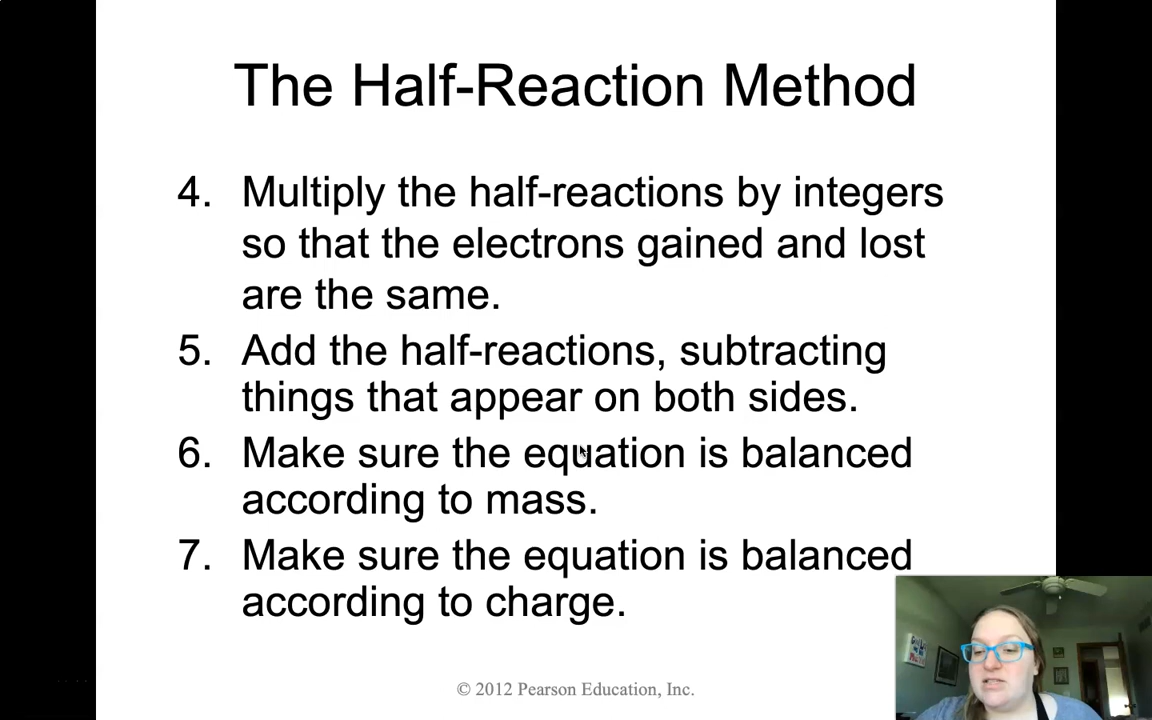 The Half-Reaction Method
4. Multiply the half-reactions by integers
so that the electrons gained and lost
are the same.
5. Add the half-reactions, subtracting
things that appear on both sides.
6. Make sure the equation is balanced
according to mass.
7. Make sure the equation is balanced
according to charge.
© 2012 Pearson Education, Inc.